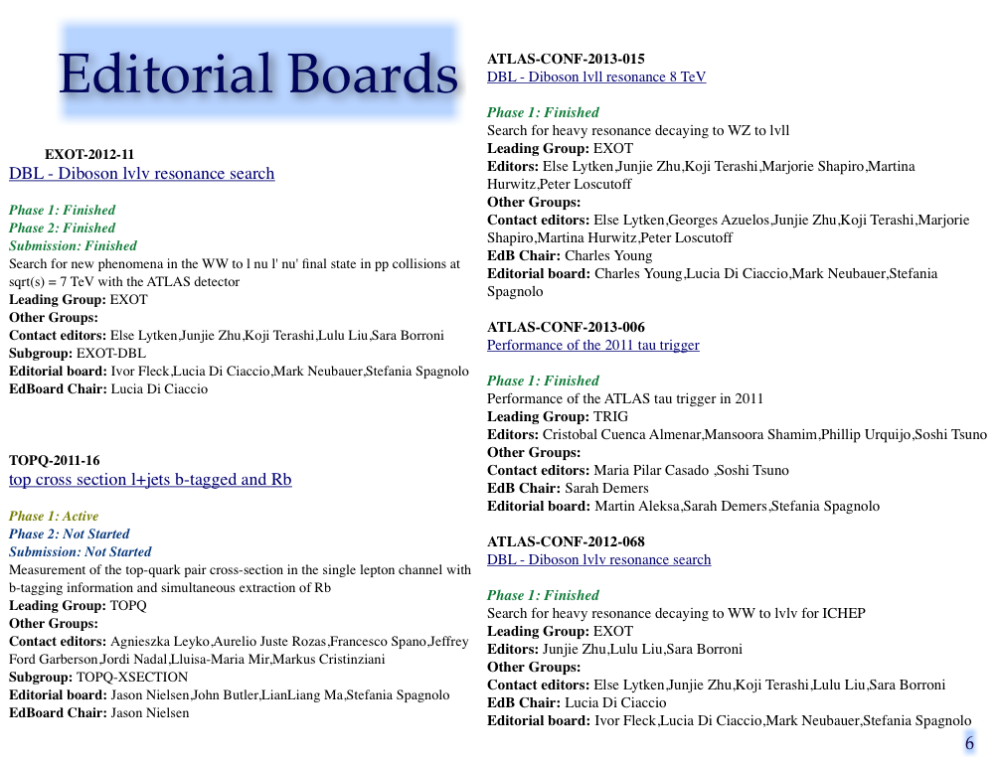 Editorial Boards
EXOT-2012-11
DBL - Diboson lvlv resonance search
Phase 1: Finished
Phase 2: Finished
Submission: Finished
Search for new phenomena in the WW to l nu l' nu' final state in pp collisions at
sqrt(s) = 7 TeV with the ATLAS detector
Leading Group: EXOT
Other Groups:
Contact editors: Else Lytken,Junjie Zhu,Koji Terashi,Lulu Liu,Sara Borroni
Subgroup: EXOT-DBL
Editorial board: Ivor Fleck,Lucia Di Ciaccio,Mark Neubauer,Stefania Spagnolo
EdBoard Chair: Lucia Di Ciaccio
TOPQ-2011-16
top cross section l+jets b-tagged and Rb
Phase 1: Active
Phase 2: Not Started
Submission: Not Started
Measurement of the top-quark pair cross-section in the single lepton channel with
b-tagging information and simultaneous extraction of Rb
Leading Group: TOPQ
Other Groups:
Contact editors: Agnieszka Leyko,Aurelio Juste Rozas,Francesco Spano,Jeffrey
Ford Garberson,Jordi Nadal,Lluisa-Maria Mir,Markus Cristinziani
Subgroup: TOPQ-XSECTION
Editorial board: Jason Nielsen,John Butler,LianLiang Ma,Stefania Spagnolo
EdBoard Chair: Jason Nielsen
ATLAS-CONF-2013-015
DBL - Diboson lvll resonance 8 TeV
Phase 1: Finished
Search for heavy resonance decaying to WZ to lvll
Leading Group: EXOT
Editors: Else Lytken,Junjie Zhu,Koji Terashi,Marjorie Shapiro,Martina
Hurwitz,Peter Loscutoff
Other Groups:
Contact editors: Else Lytken,Georges Azuelos,Junjie Zhu,Koji Terashi,Marjorie
Shapiro,Martina Hurwitz,Peter Loscutoff
EdB Chair: Charles Young
Editorial board: Charles Young,Lucia Di Ciaccio,Mark Neubauer,Stefania
Spagnolo
ATLAS-CONF-2013-006
Performance of the 2011 tau trigger
Phase 1: Finished
Performance of the ATLAS tau trigger in 2011
Leading Group: TRIG
Editors: Cristobal Cuenca Almenar,Mansoora Shamim,Phillip Urquijo,Soshi Tsuno
Other Groups:
Contact editors: Maria Pilar Casado ,Soshi Tsuno
EdB Chair: Sarah Demers
Editorial board: Martin Aleksa,Sarah Demers,Stefania Spagnolo
ATLAS-CONF-2012-068
DBL - Diboson lvlv resonance search
Phase 1: Finished
Search for heavy resonance decaying to WW to lvlv for ICHEP
Leading Group: EXOT
Editors: Junjie Zhu,Lulu Liu,Sara Borroni
Other Groups:
Contact editors: Else Lytken,Junjie Zhu,Koji Terashi,Lulu Liu,Sara Borroni
EdB Chair: Lucia Di Ciaccio
Editorial board: Ivor Fleck,Lucia Di Ciaccio,Mark Neubauer,Stefania Spagnolo
6